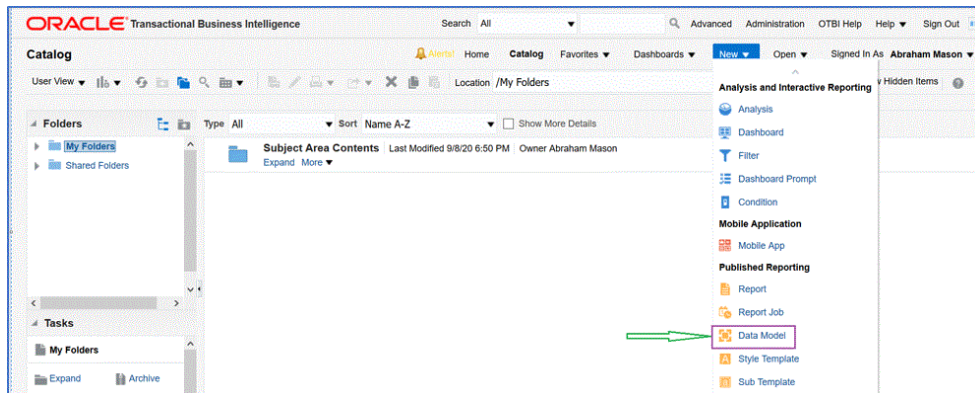 ORACLE Transactional Business Intelligence Search All Advanced Administration OTBI Help Help Sign Out
Catalog Alerts! Home Catalog Favorites Dashboards New Open Signed In As Abraham Mason
User View Location /My Folders Hidden Items
Analysis and Interactive Reporting
Analysis
Dashboard
Filter
Dashboard Prompt
Condition
Mobile Application
Mobile App
Published Reporting
Report
Report Job
Data Model
Style Template
Sub Template
Folders
My Folders
Shared Folders
Type All Sort Name A-Z Show More Details
Subject Area Contents Last Modified 9/8/20 6:50 PM Owner Abraham Mason
Expand More
Tasks
My Folders
Expand Archive